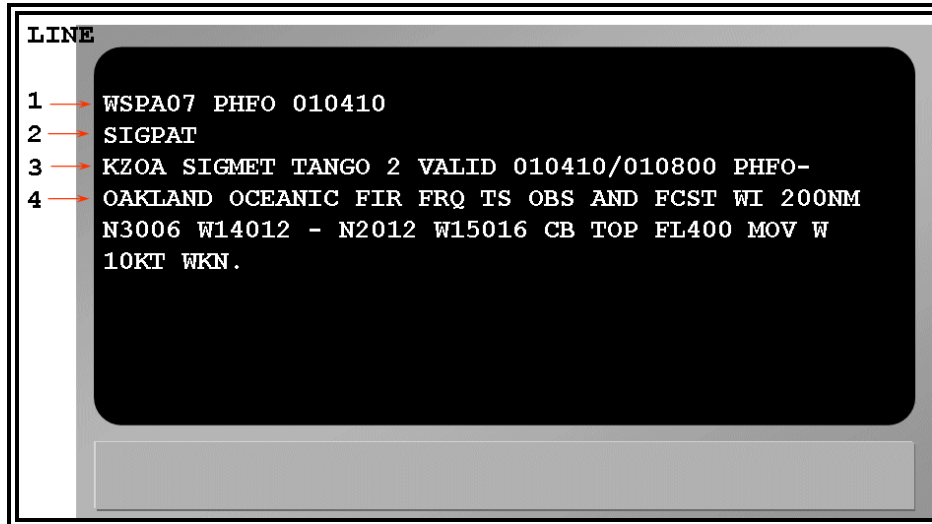 LINE
1 WSPA07 PHFO 010410
2 SIGPAT
3 KZOA SIGMET TANGO 2 VALID 010410/010800 PHFO-
4 OAKLAND OCEANIC FIR FRQ TS OBS AND FCST WI 200NM
N3006 W14012 - N2012 W15016 CB TOP FL400 MOV W
10KT WKN.